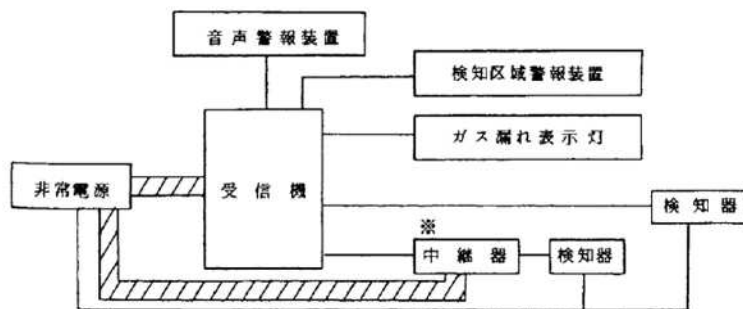 音声警報装置
検知区域警報装置
ガス漏れ表示灯
非常電源
受信機
検知器
※
中継器
検知器